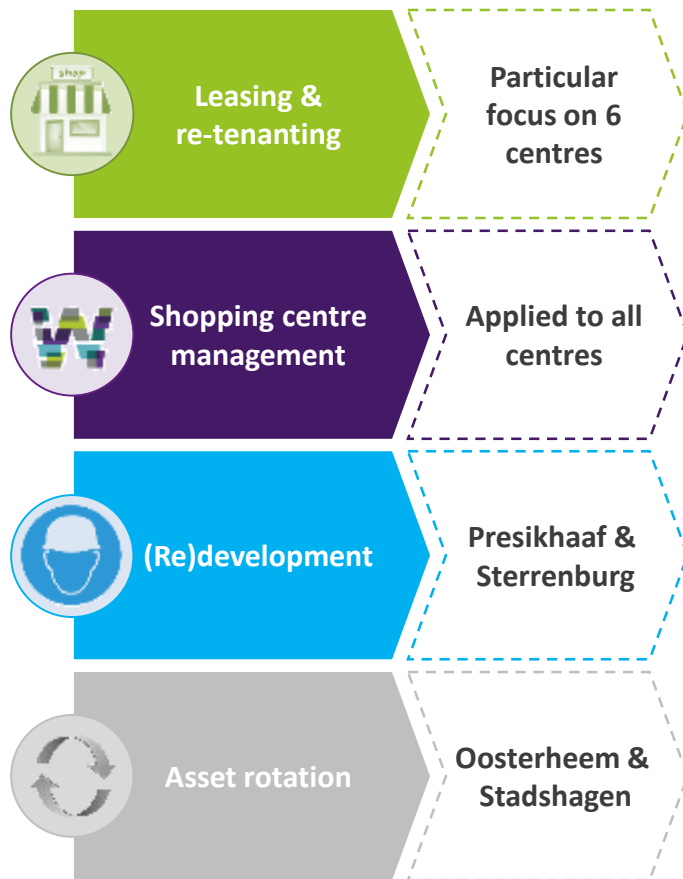 shop
Leasing &
re-tenanting
Particular
focus on 6
centres
W
Shopping centre
management
Applied to all
centres
(Re)development
Presikhaaf &
Sterrenburg
Asset rotation
Oosterheem &
Stadshagen